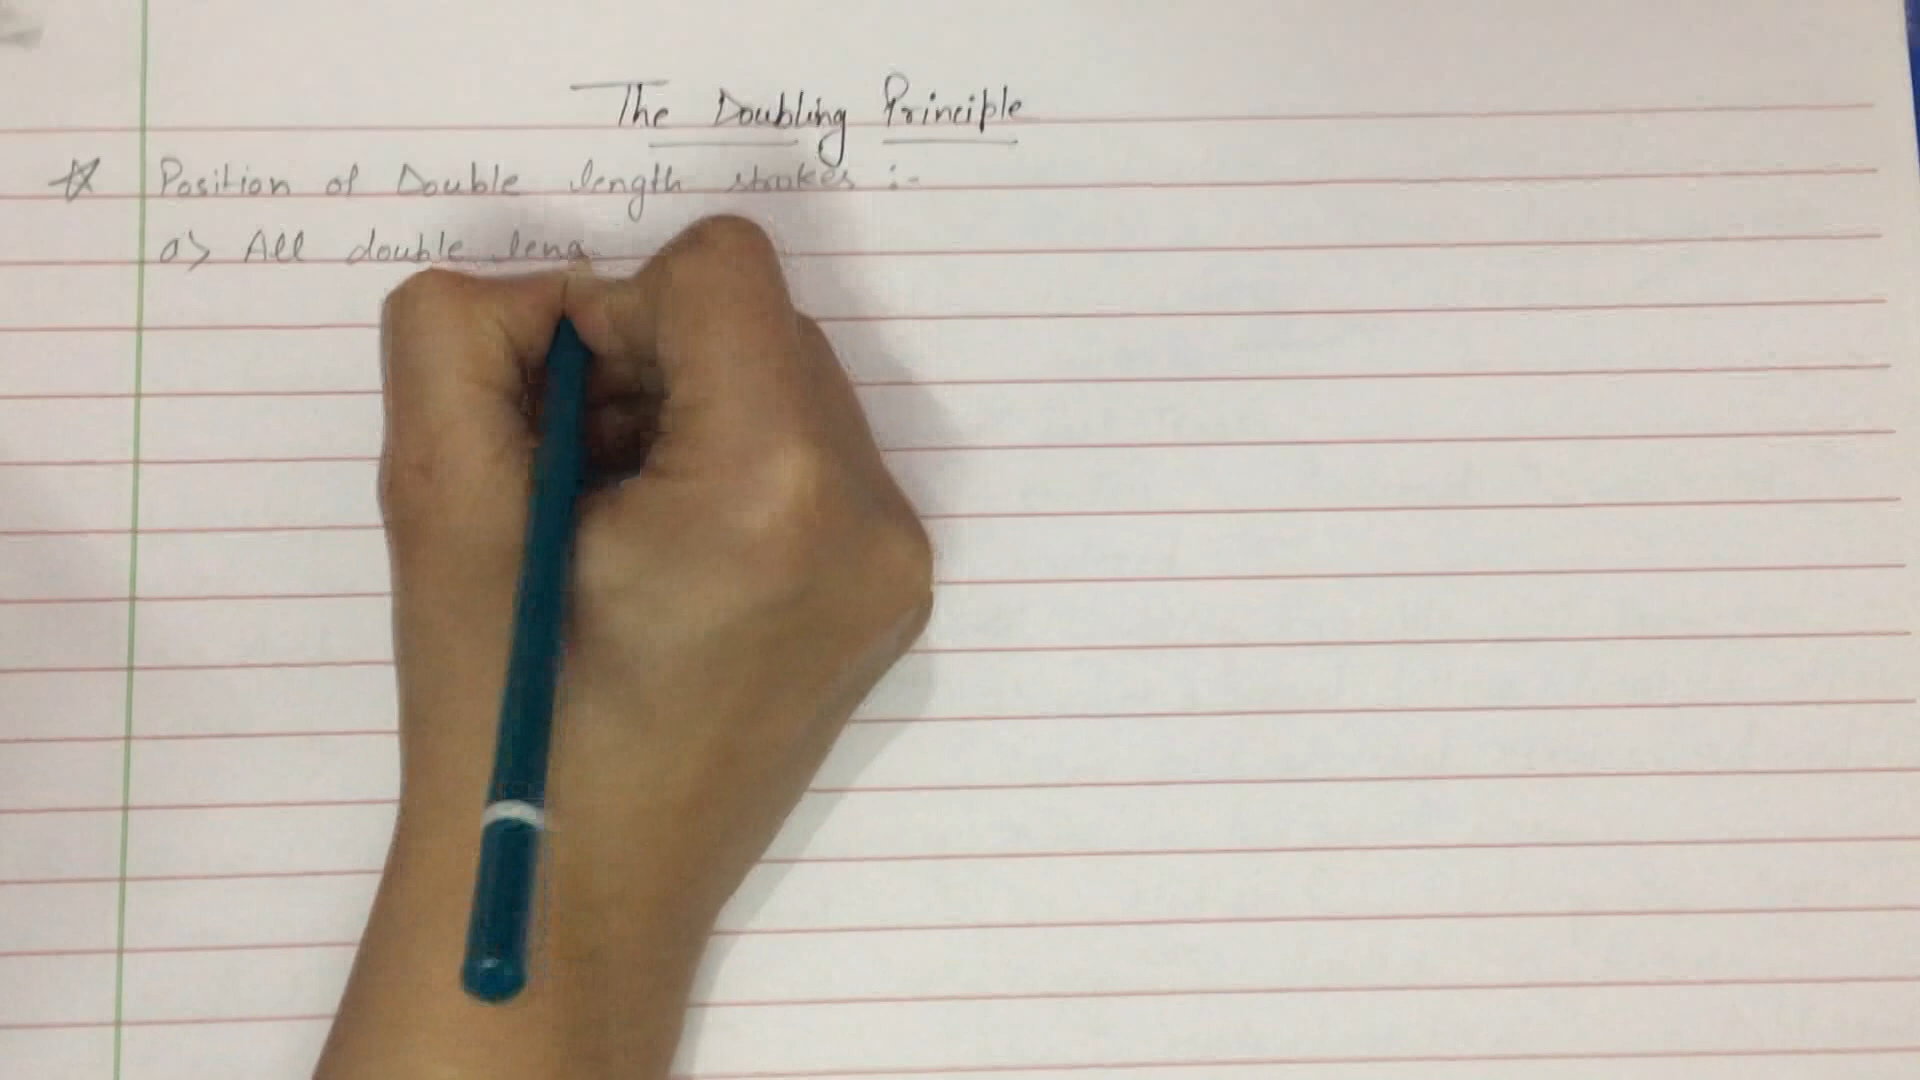 The Doubling Principle
☆ Position of Double length strokes :-
a> All double leng